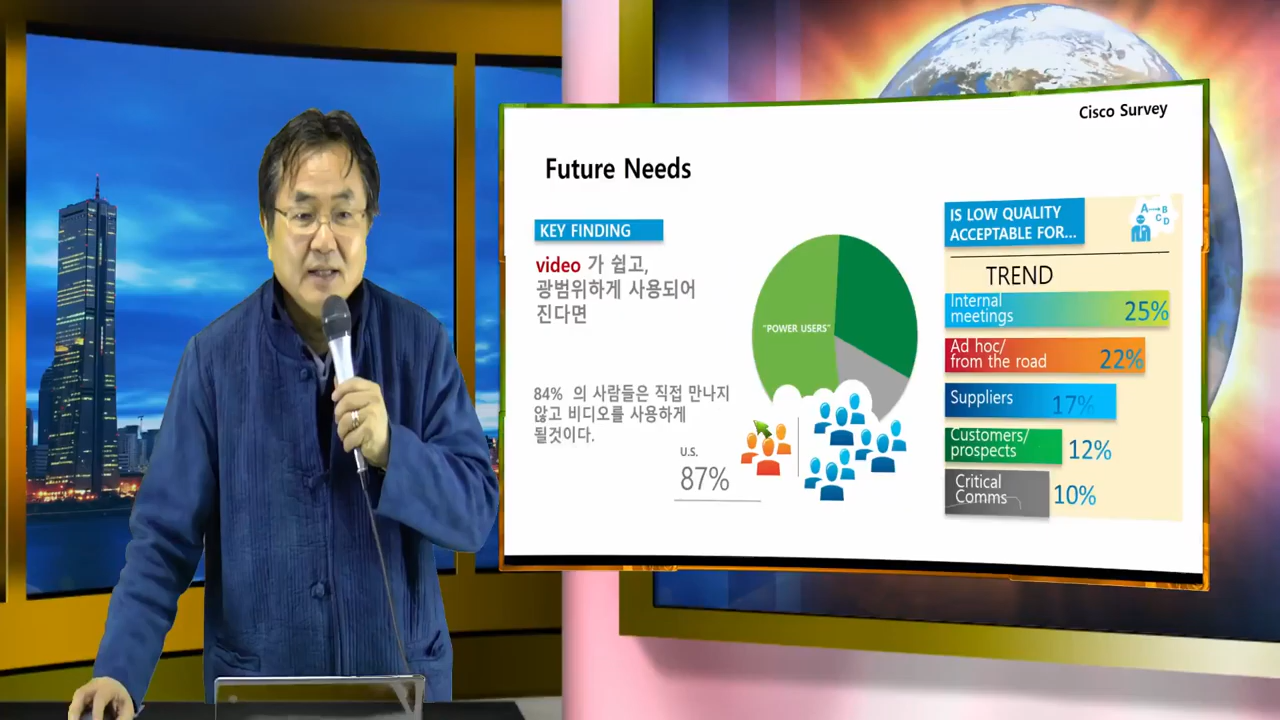 Cisco Survey
Future Needs
KEY FINDING
video 가 쉽고,
광범위하게 사용되어
진다면
84% 의 사람들은 직접 만나지
않고 비디오를 사용하게
될것이다.
U.S.
87%
"POWER USERS"
IS LOW QUALITY
ACCEPTABLE FOR...
A B
C D
TREND
Internal
meetings
25%
Ad hoc/
from the road
22%
Suppliers
17%
Customers/
prospects
12%
Critical
Comms
10%